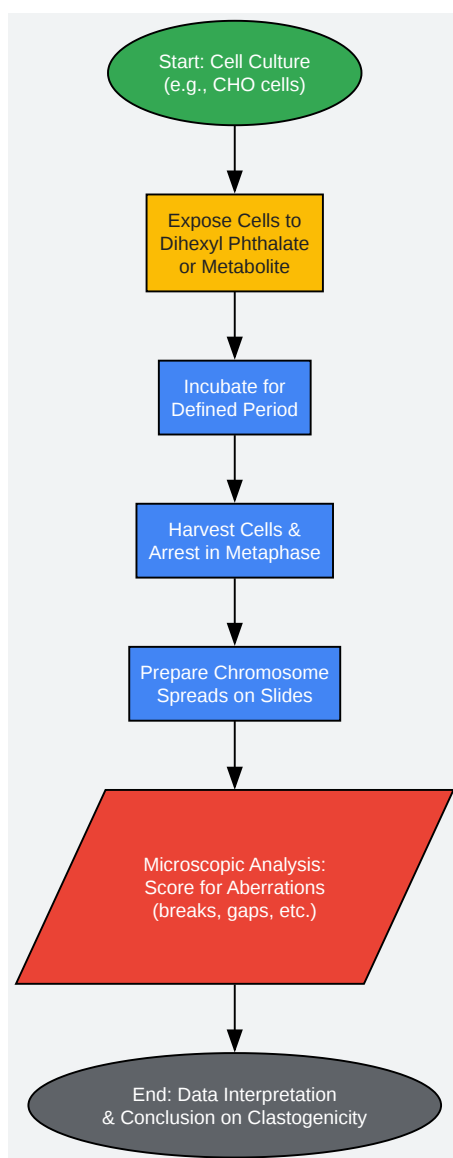 Start: Cell Culture
(e.g., CHO cells)
Expose Cells to
Dihexyl Phthalate
or Metabolite
Incubate for
Defined Period
Harvest Cells &
Arrest in Metaphase
Prepare Chromosome
Spreads on Slides
Microscopic Analysis:
Score for Aberrations
(breaks, gaps, etc.)
End: Data Interpretation
& Conclusion on Clastogenicity